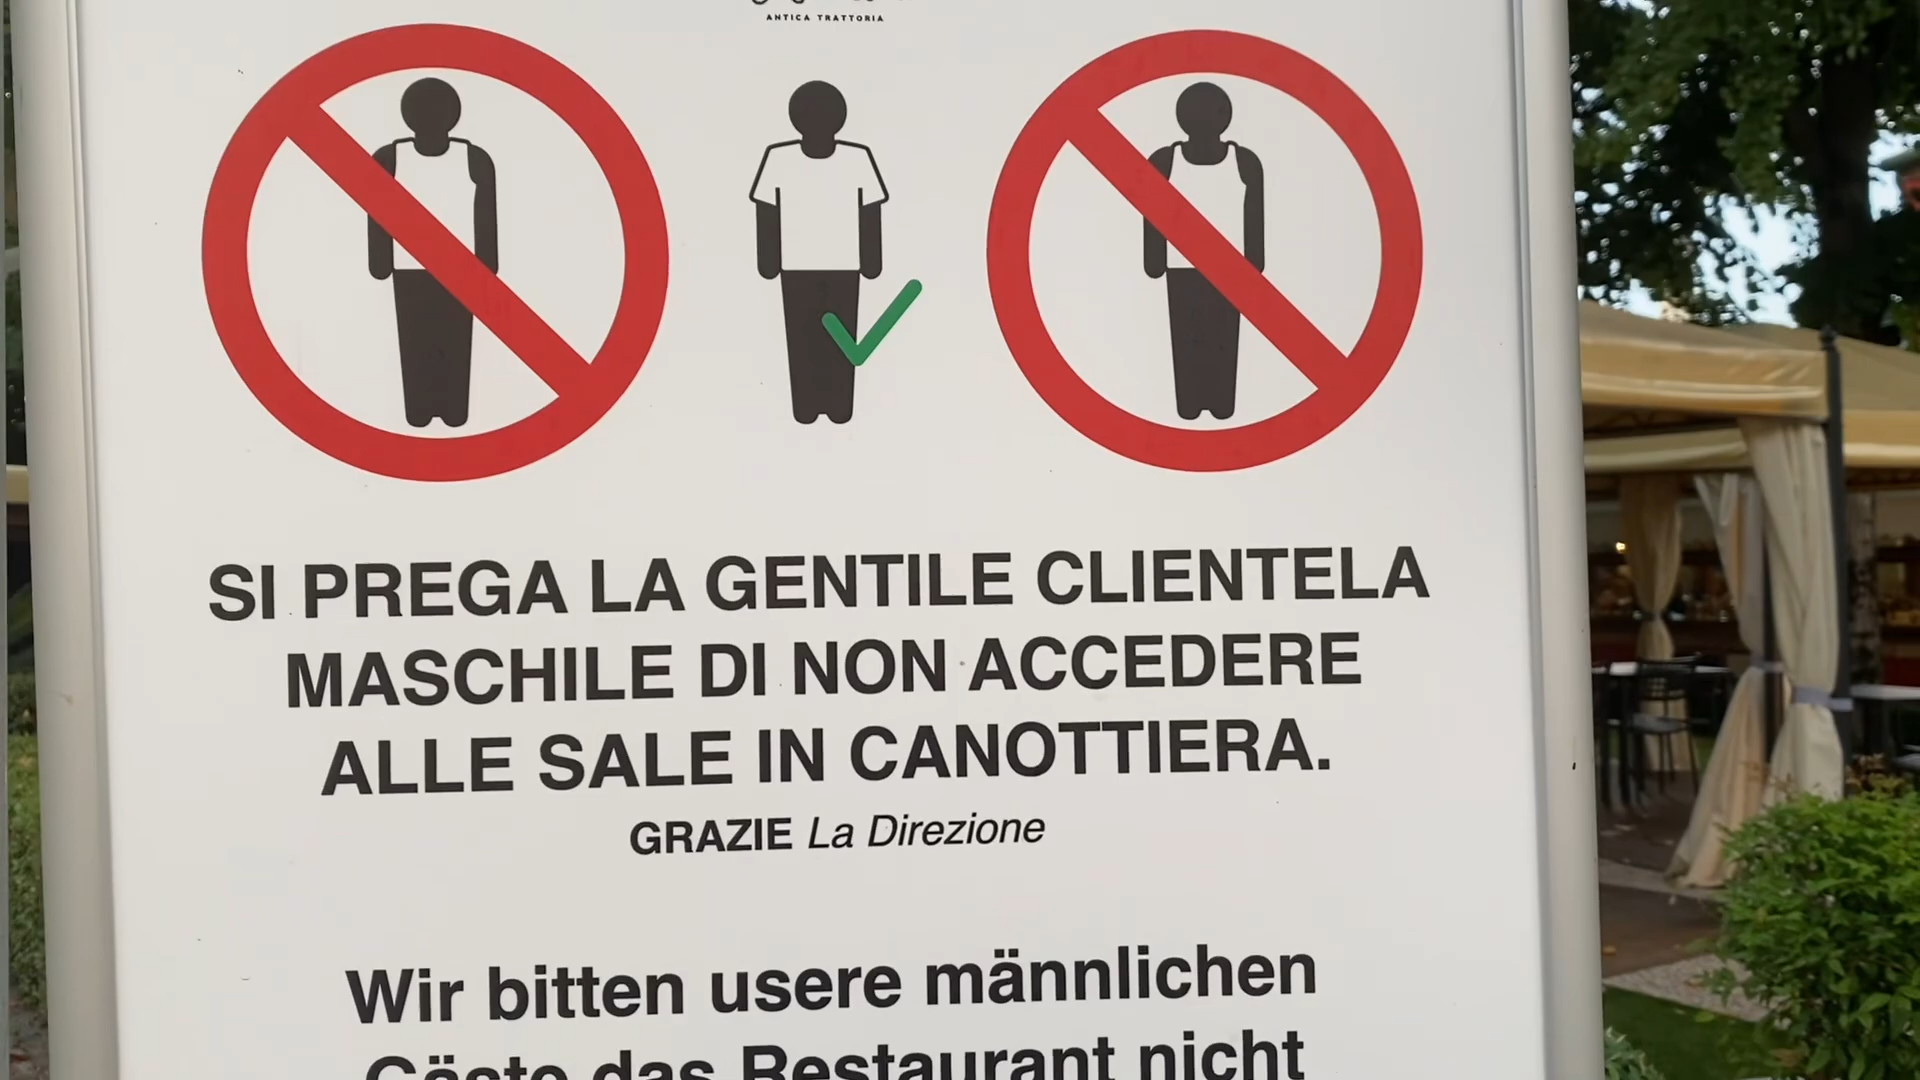 ANTICA TRATTORIA
SI PREGA LA GENTILE CLIENTELA
MASCHILE DI NON ACCEDERE
ALLE SALE IN CANOTTIERA.
GRAZIE La Direzione
Wir bitten usere männlichen
Gäste das Restaurant nicht